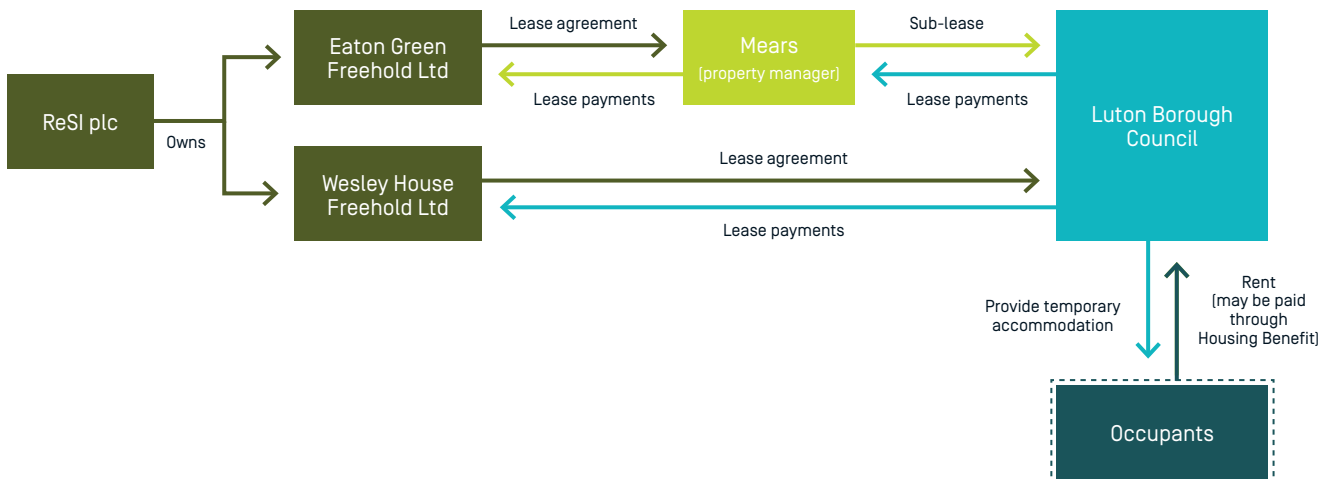 ReSI plc
Owns
Eaton Green
Freehold Ltd
Lease agreement
Lease payments
Mears
(property manager)
Sub-lease
Lease payments
Luton Borough
Council
Wesley House
Freehold Ltd
Lease agreement
Lease payments
Provide temporary
accommodation
Rent
(may be paid
through
Housing Benefit)
Occupants